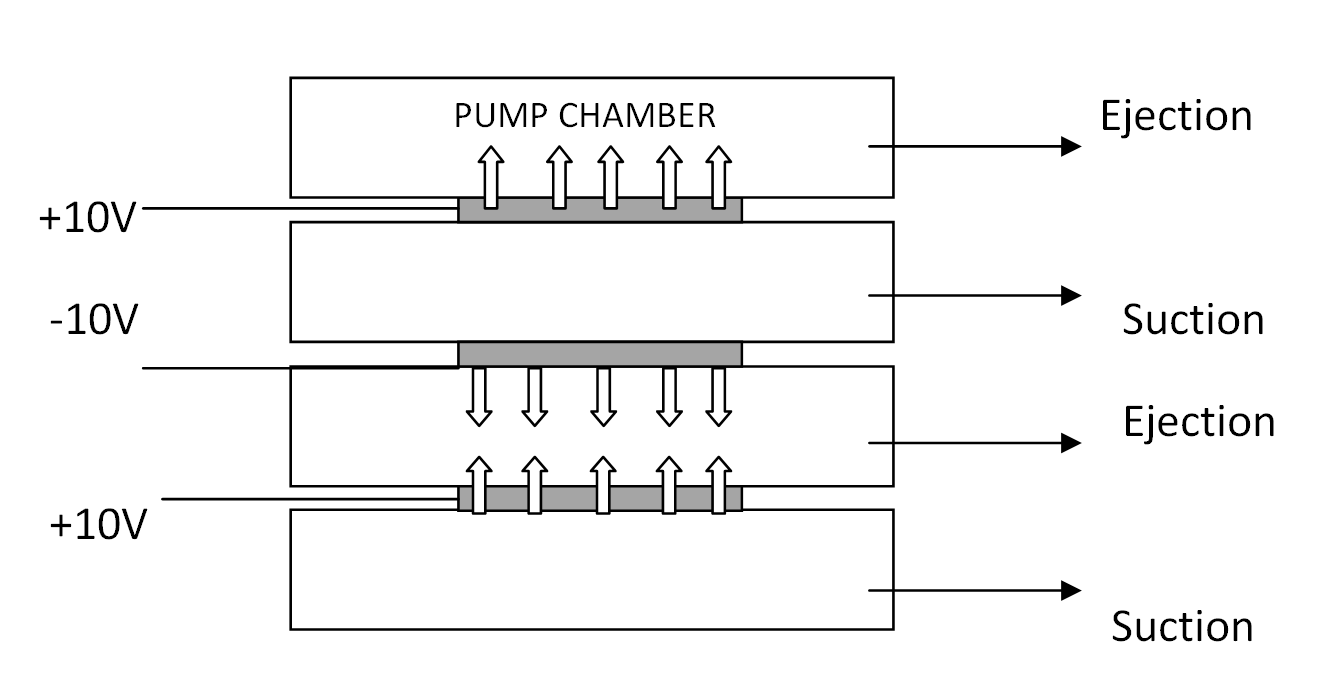 PUMP CHAMBER
Ejection
+10V
-10V
Suction
Ejection
+10V
Suction